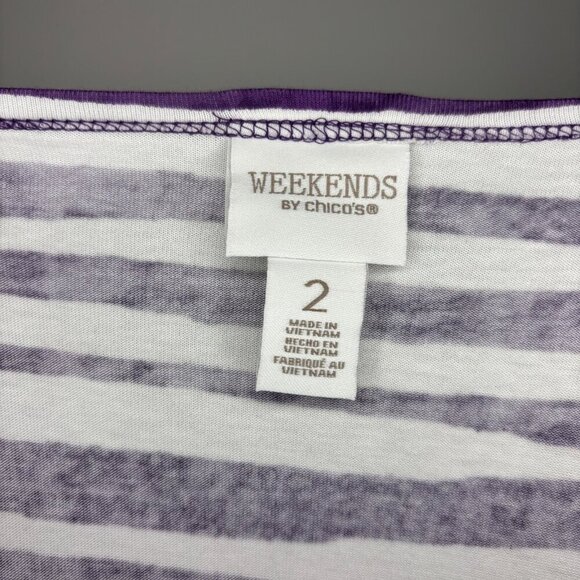 WEEKENDS
BY chico's®
2
MADE IN
VIETNAM
HECHO EN
VIETNAM
FABRIQUÉ AU
VIETNAM